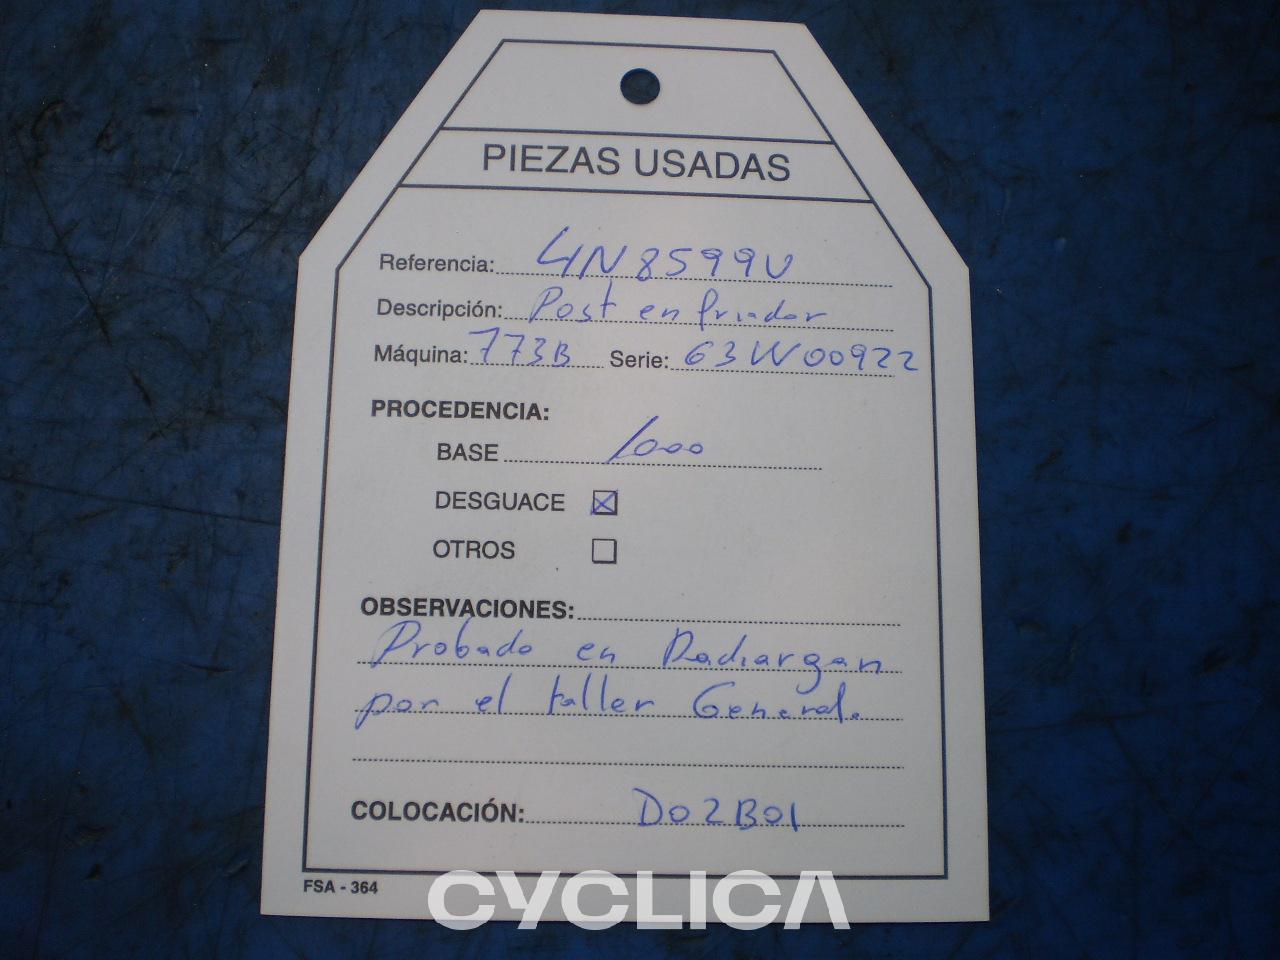 PIEZAS USADAS
Referencia: 4N8599U
Descripción: Post enfriador
Máquina: 773B Serie: 63W00922
PROCEDENCIA:
BASE 1000
DESGUACE
OTROS
OBSERVACIONES:
Probado en Radiargan
por el taller General.
COLOCACIÓN: D02B01
FSA - 364
CYCLICA